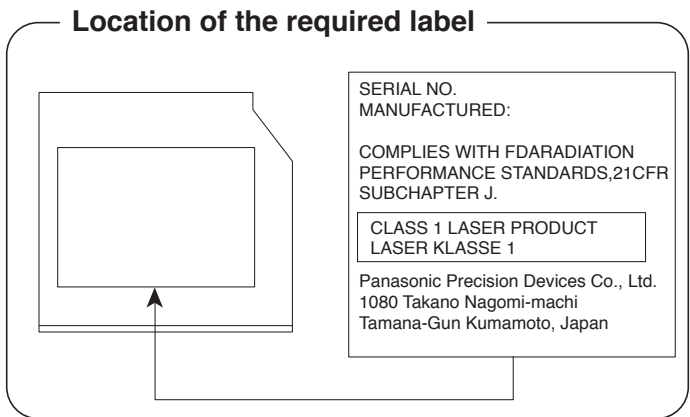 Location of the required label
SERIAL NO.
MANUFACTURED:
COMPLIES WITH FDARADIATION
PERFORMANCE STANDARDS,21CFR
SUBCHAPTER J.
CLASS 1 LASER PRODUCT
LASER KLASSE 1
Panasonic Precision Devices Co., Ltd.
1080 Takano Nagomi-machi
Tamana-Gun Kumamoto, Japan